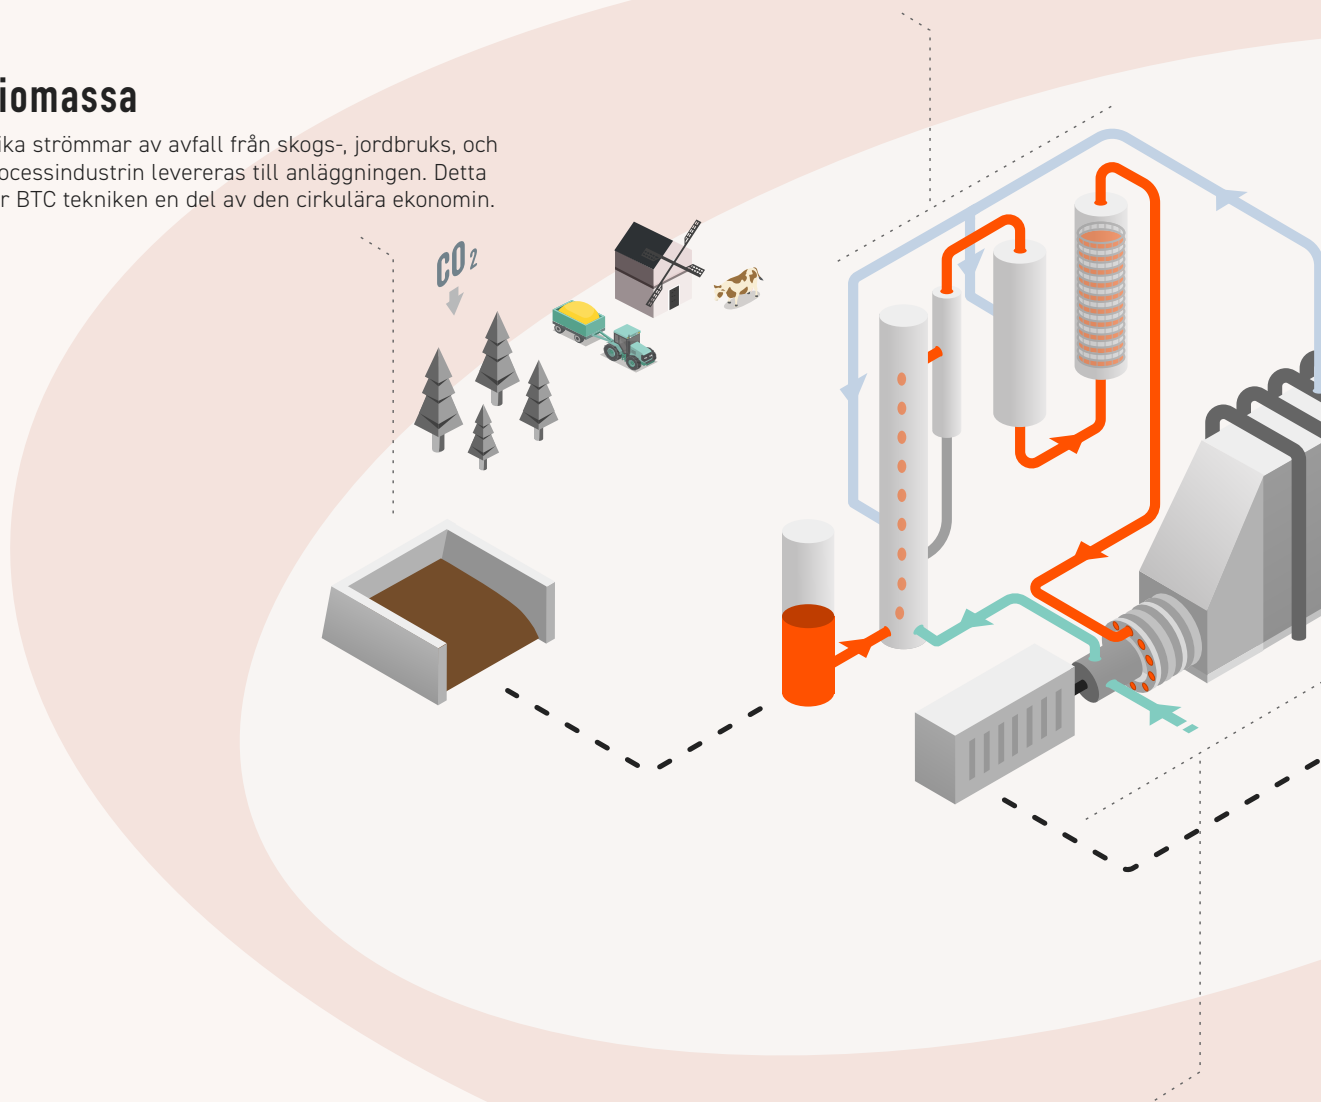 iomassa
ika strömmar av avfall från skogs-, jordbruks, och
ocessindustrin levereras till anläggningen. Detta
r BTC tekniken en del av den cirkulära ekonomin.
CO2